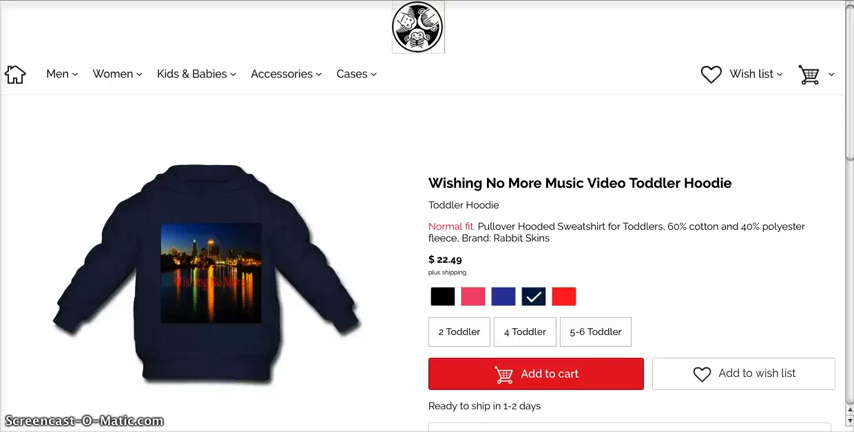 Men
Women
Kids & Babies
Accessories
Cases
Wish list
Wishing No More
Wishing No More Music Video Toddler Hoodie
Toddler Hoodie
Normal fit. Pullover Hooded Sweatshirt for Toddlers, 60% cotton and 40% polyester
fleece, Brand: Rabbit Skins
$ 22.49
plus shipping
2 Toddler
4 Toddler
5-6 Toddler
Add to cart
Add to wish list
Ready to ship in 1-2 days
Screencast-O-Matic.com